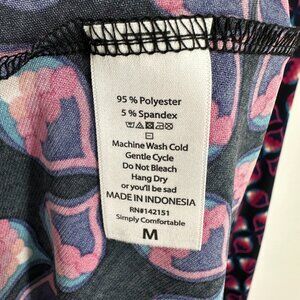 95 % Polyester
5 % Spandex
Machine Wash Cold
Gentle Cycle
Do Not Bleach
Hang Dry
or you'll be sad
MADE IN INDONESIA
RN#142151
Simply Comfortable
M